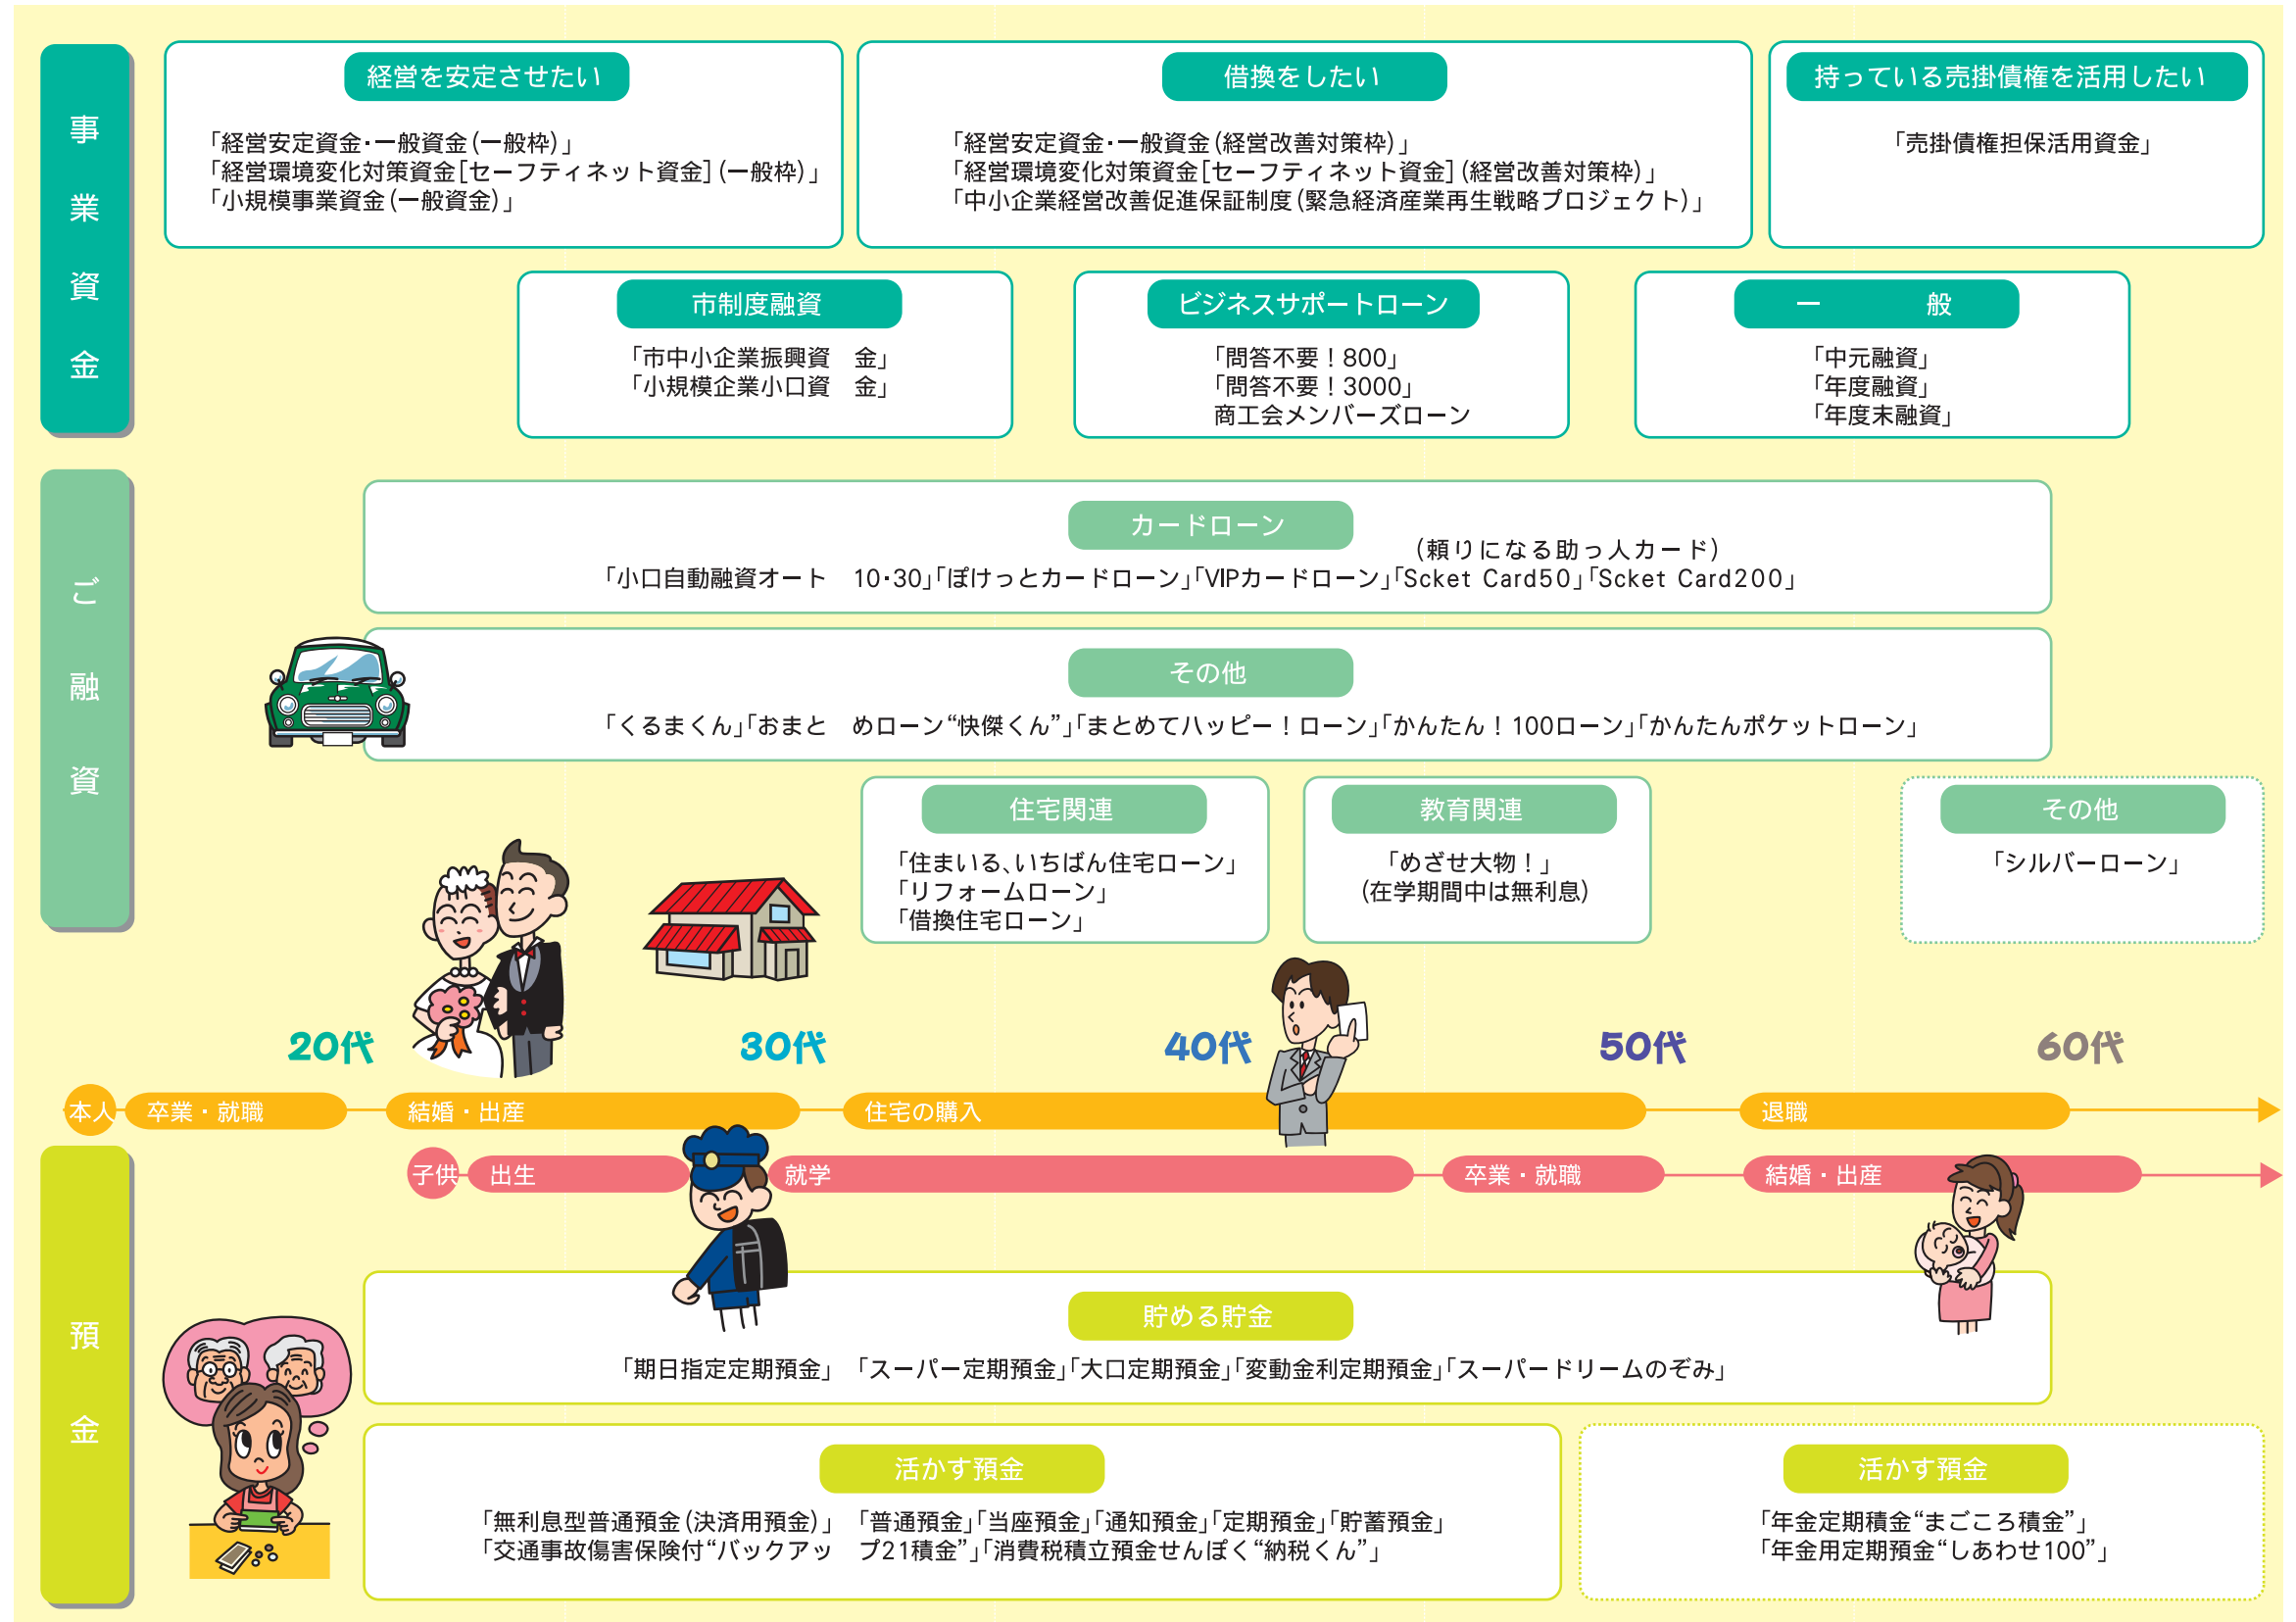 事業資金
経営を安定させたい
「経営安定資金・一般資金(一般枠)」
「経営環境変化対策資金[セーフティネット資金](一般枠)」
「小規模事業資金(一般資金)」
借換をしたい
「経営安定資金・一般資金(経営改善対策枠)」
「経営環境変化対策資金[セーフティネット資金](経営改善対策枠)」
「中小企業経営改善促進保証制度(緊急経済産業再生戦略プロジェクト)」
持っている売掛債権を活用したい
「売掛債権担保活用資金」
市制度融資
「市中小企業振興資　金」
「小規模企業小口資　金」
ビジネスサポートローン
「問答不要！800」
「問答不要！3000」
商工会メンバーズローン
一　般
「中元融資」
「年度融資」
「年度末融資」
ご融資
カードローン
(頼りになる助っ人カード)
「小口自動融資オート　10・30」「ぽけっとカードローン」「VIPカードローン」「Scket Card50」「Scket Card200」
その他
「くるまくん」「おまと　めローン“快傑くん”」「まとめてハッピー！ローン」「かんたん！100ローン」「かんたんポケットローン」
住宅関連
「住まいる、いちばん住宅ローン」
「リフォームローン」
「借換住宅ローン」
教育関連
「めざせ大物！」
(在学期間中は無利息)
その他
「シルバーローン」
20代 30代 40代 50代 60代
本人 卒業・就職 結婚・出産 住宅の購入 退職
子供 出生 就学 卒業・就職 結婚・出産
預金
貯める貯金
「期日指定定期預金」「スーパー定期預金」「大口定期預金」「変動金利定期預金」「スーパードリームのぞみ」
活かす預金
「無利息型普通預金(決済用預金)」「普通預金」「当座預金」「通知預金」「定期預金」「貯蓄預金」
「交通事故傷害保険付“バックアッ　プ21積金”」「消費税積立預金せんぼく“納税くん”」
活かす預金
「年金定期積金“まごころ積金”」
「年金用定期預金“しあわせ100”」